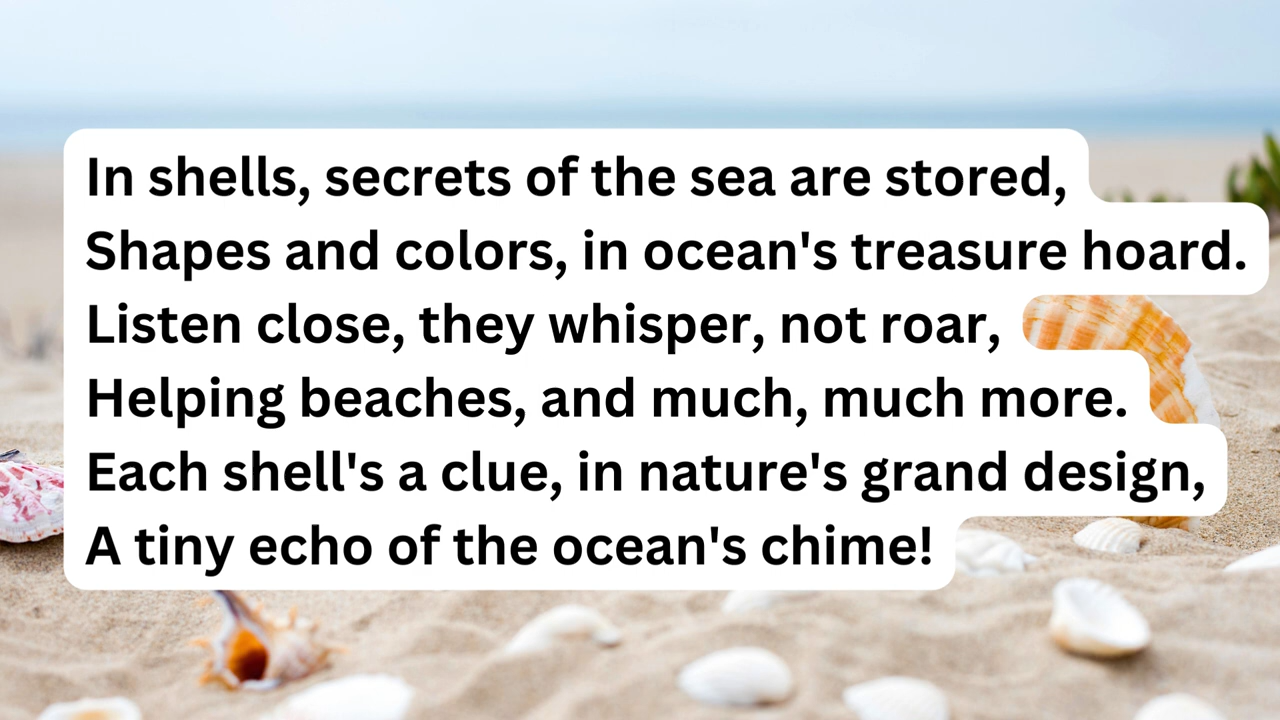 In shells, secrets of the sea are stored,
Shapes and colors, in ocean's treasure hoard.
Listen close, they whisper, not roar,
Helping beaches, and much, much more.
Each shell's a clue, in nature's grand design,
A tiny echo of the ocean's chime!